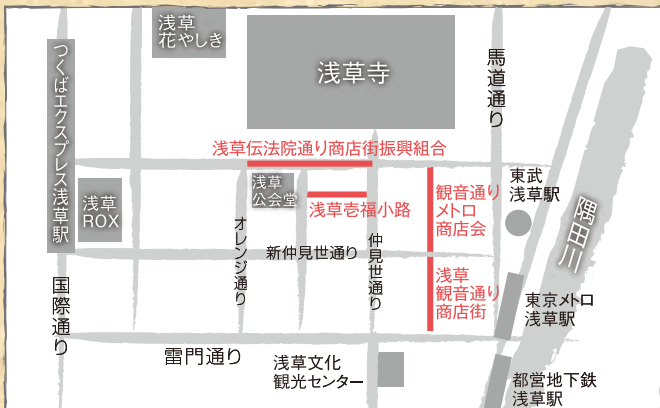 浅草
花やしき
浅草寺
馬道通り
つくばエクスプレス浅草駅
浅草伝法院通り商店街振興組合
東武
浅草駅
浅草
公会堂
浅草
ROX
浅草壱福小路
観音通り
メトロ
商店会
隅田川
オレンジ通り
新仲見世通り
仲見世通り
浅草
観音通り
商店街
国際通り
東京メトロ
浅草駅
雷門通り
浅草文化
観光センター
都営地下鉄
浅草駅